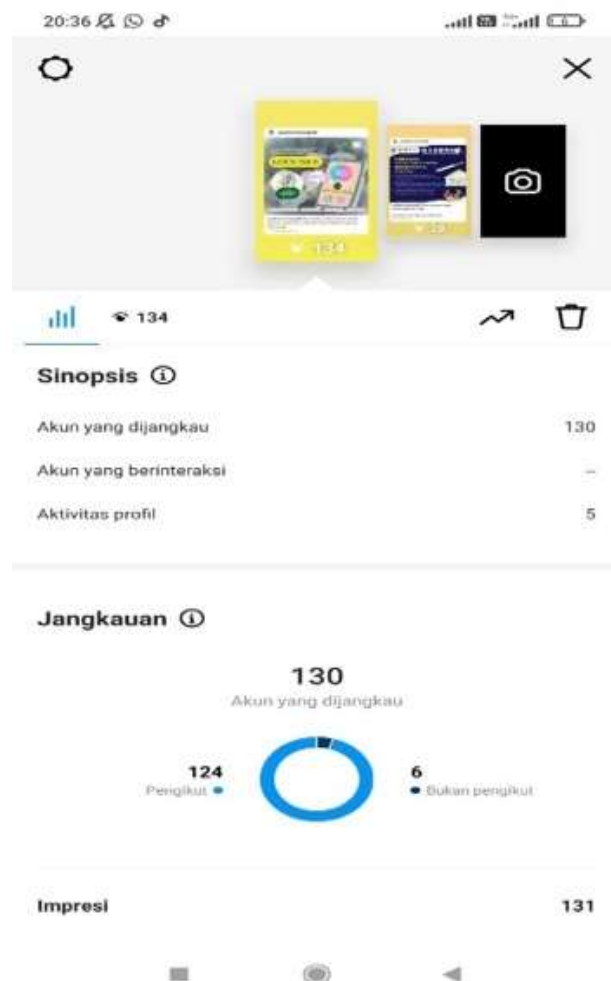 20:36
134
134
Sinopsis
Akun yang dijangkau 130
Akun yang berinteraksi --
Aktivitas profil 5
Jangkauan
130
Akun yang dijangkau
124 6
Pengikut Bukan pengikut
Impresi 131